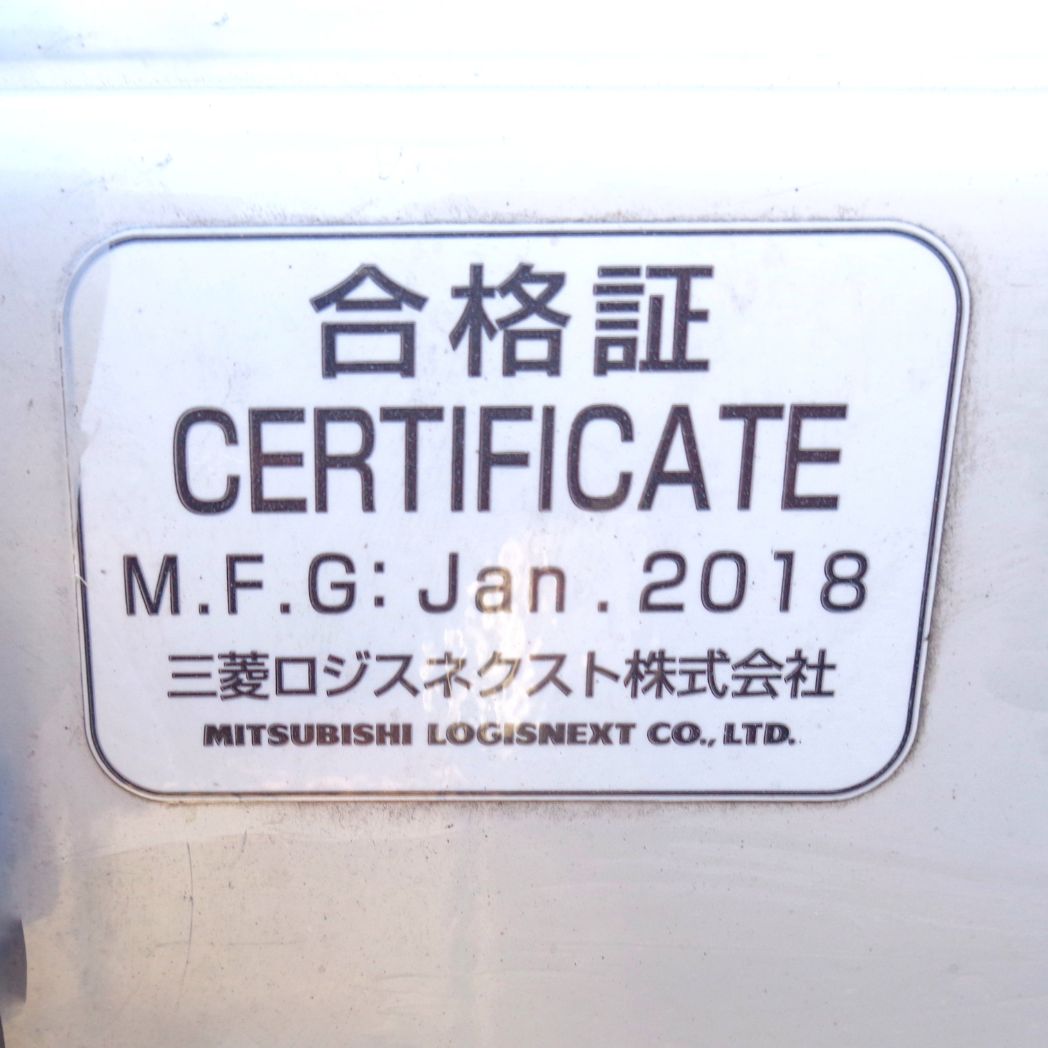 合格証
CERTIFICATE
M.F.G: Jan.2018
三菱ロジスネクスト株式会社
MITSUBISHI LOGISNEXT CO., LTD.